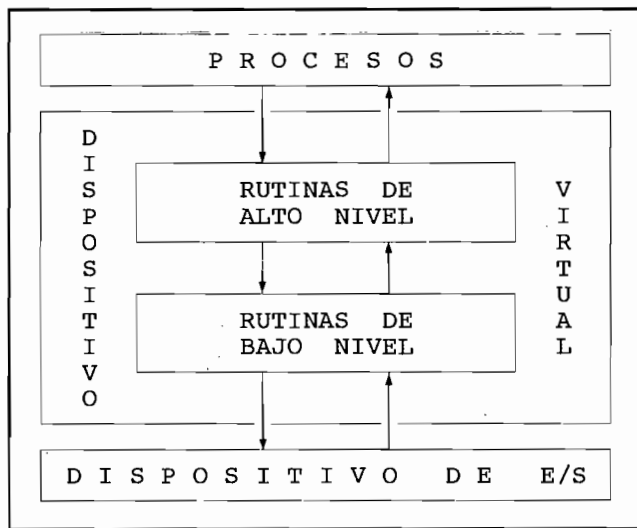 PROCESOS
DISPOSITIVO
RUTINAS DE
ALTO NIVEL
VIRTUAL
RUTINAS DE
BAJO NIVEL
DISPOSITIVO DE E/S